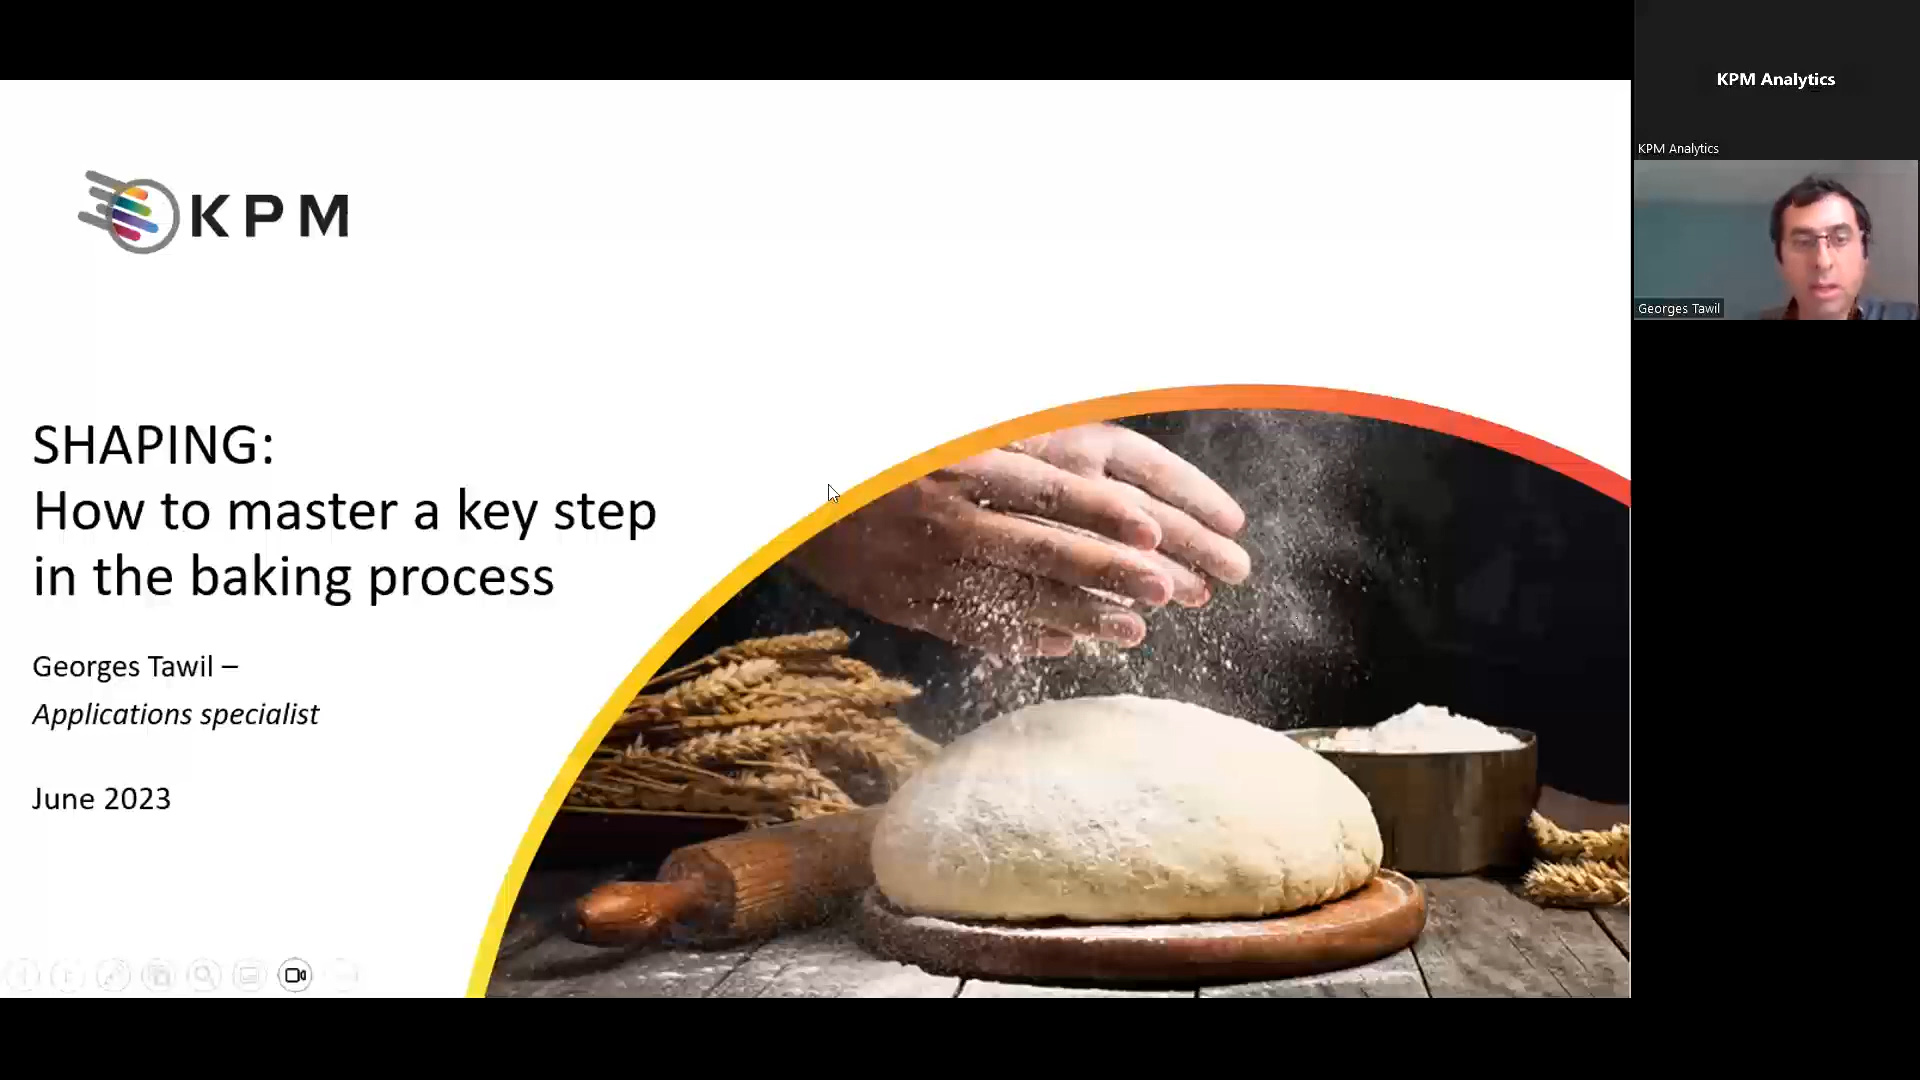 KPM
SHAPING:
How to master a key step
in the baking process
Georges Tawil –
Applications specialist
June 2023
KPM Analytics
KPM Analytics
Georges Tawil